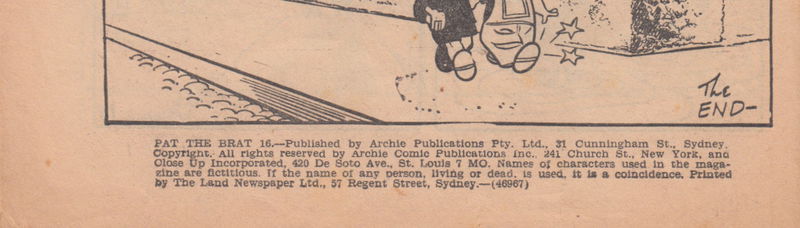 The
END-
PAT THE BRAT 16.—Published by Archie Publications Pty. Ltd., 31 Cunningham St., Sydney.
Copyright. All rights reserved by Archie Comic Publications Inc., 241 Church St., New York, and
Close Up Incorporated, 420 De Soto Ave., St. Louis 7 MO. Names of characters used in the maga-
zine are fictitious. If the name of any person, living or dead, is used, it is a coincidence. Printed
by The Land Newspaper Ltd., 57 Regent Street, Sydney.—(46967)